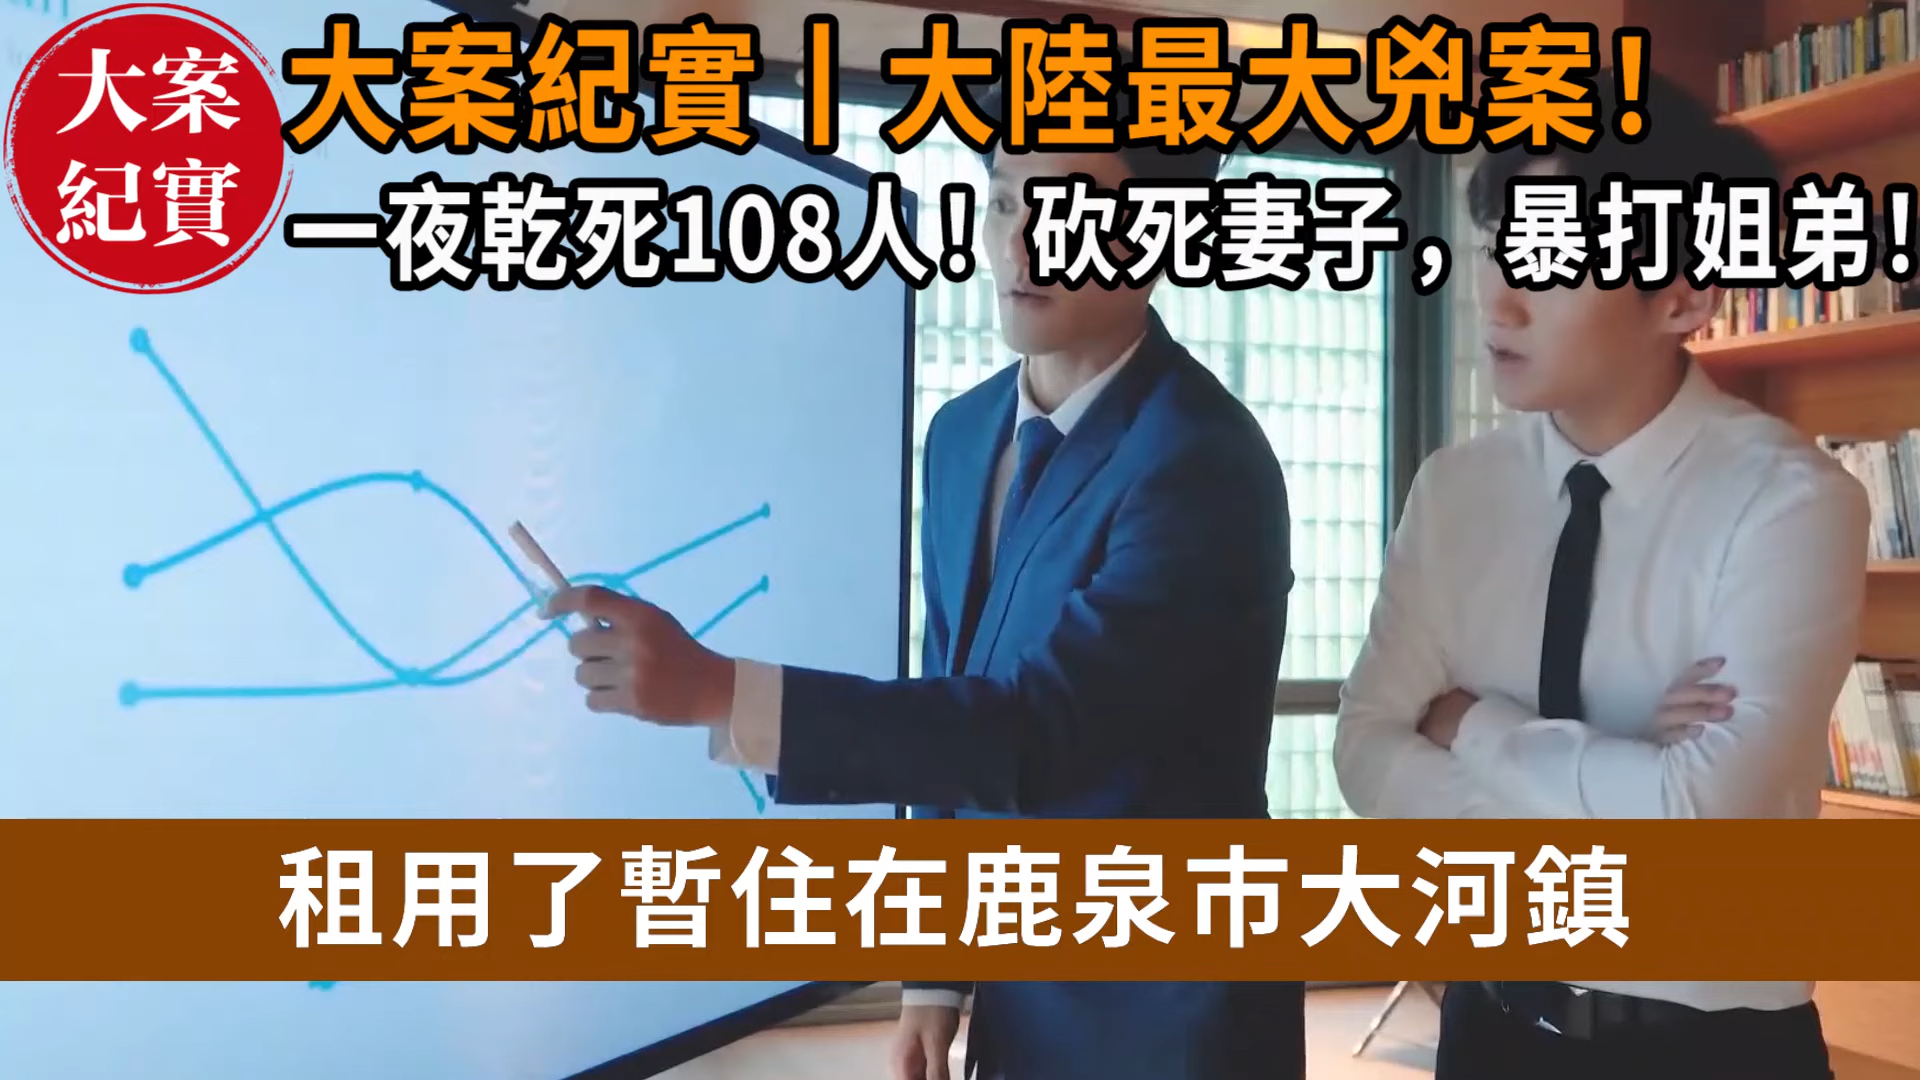 大案
紀實
大案紀實丨大陸最大兇案！
一夜乾死108人！砍死妻子，暴打姐弟！
租用了暫住在鹿泉市大河鎮